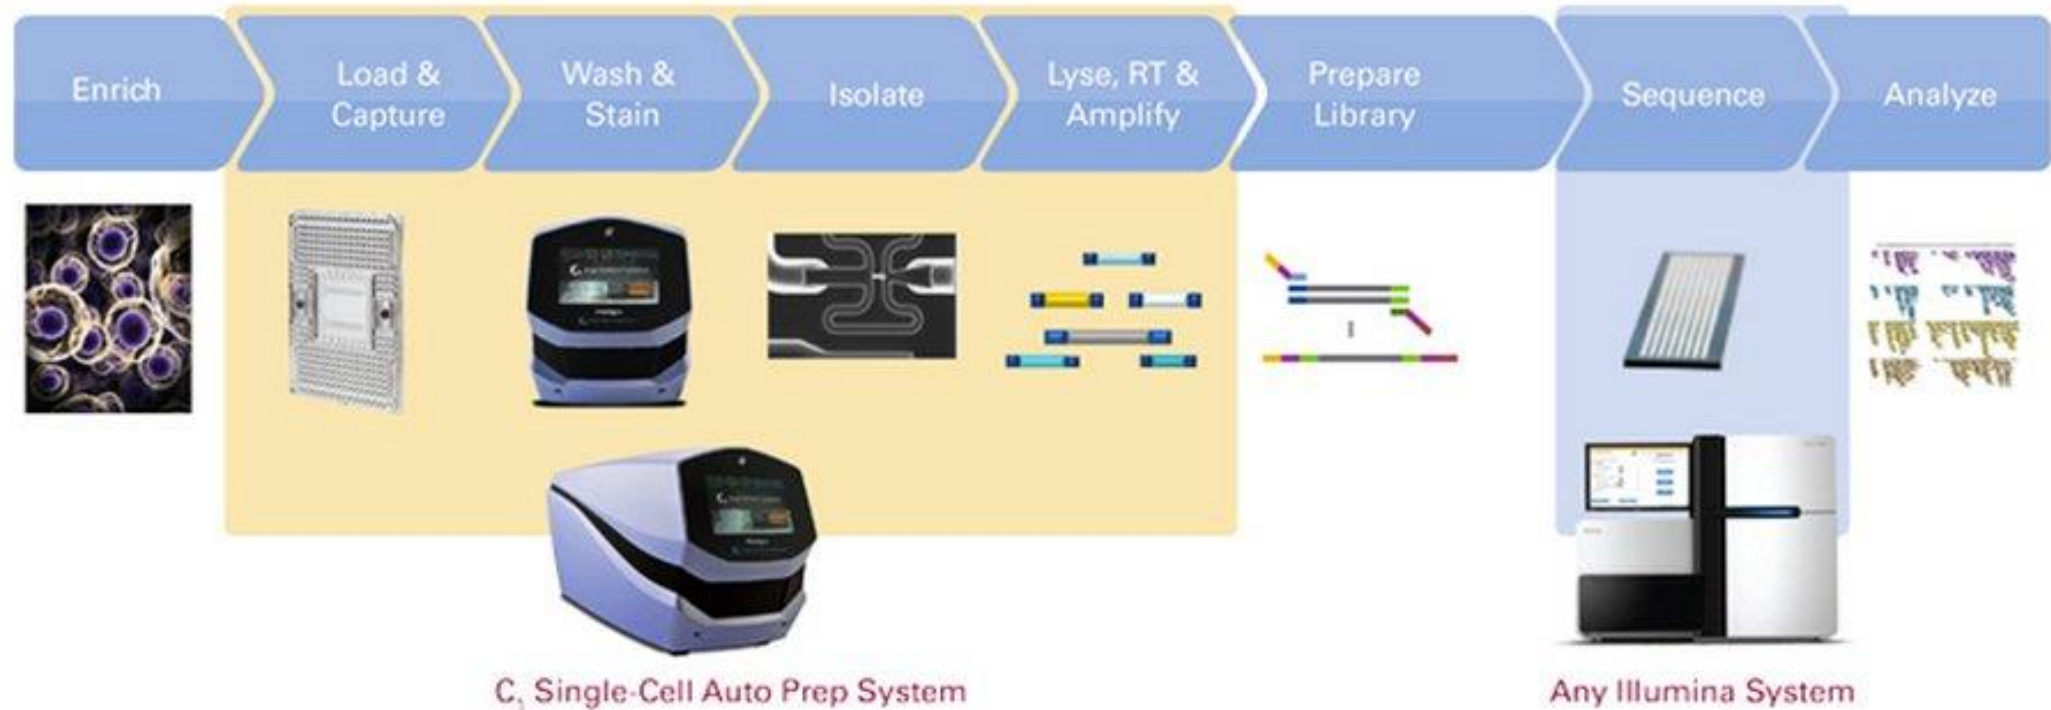 Enrich
Load &
Capture
Wash &
Stain
Isolate
Lyse, RT &
Amplify
Prepare
Library
Sequence
Analyze
C₁ Single-Cell Auto Prep System
Any Illumina System